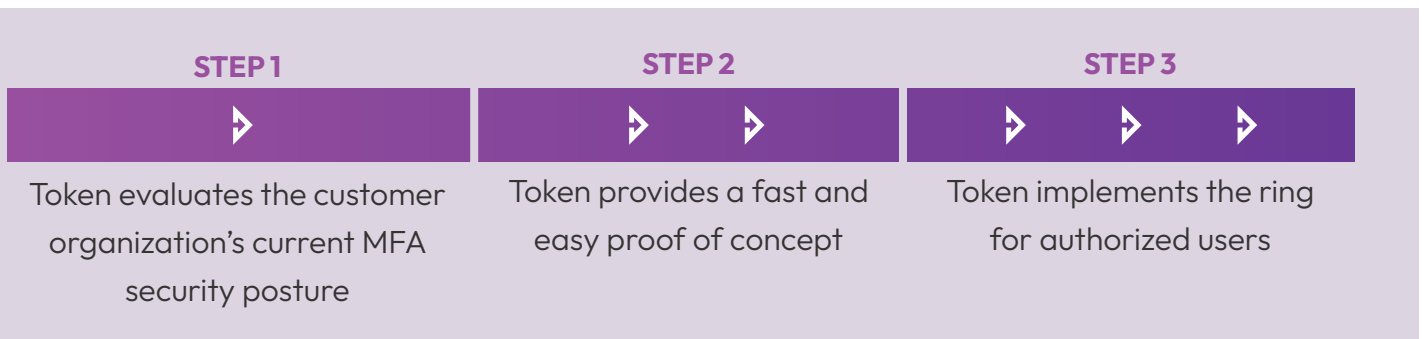 STEP 1
Token evaluates the customer
organization's current MFA
security posture
STEP 2
Token provides a fast and
easy proof of concept
STEP 3
Token implements the ring
for authorized users